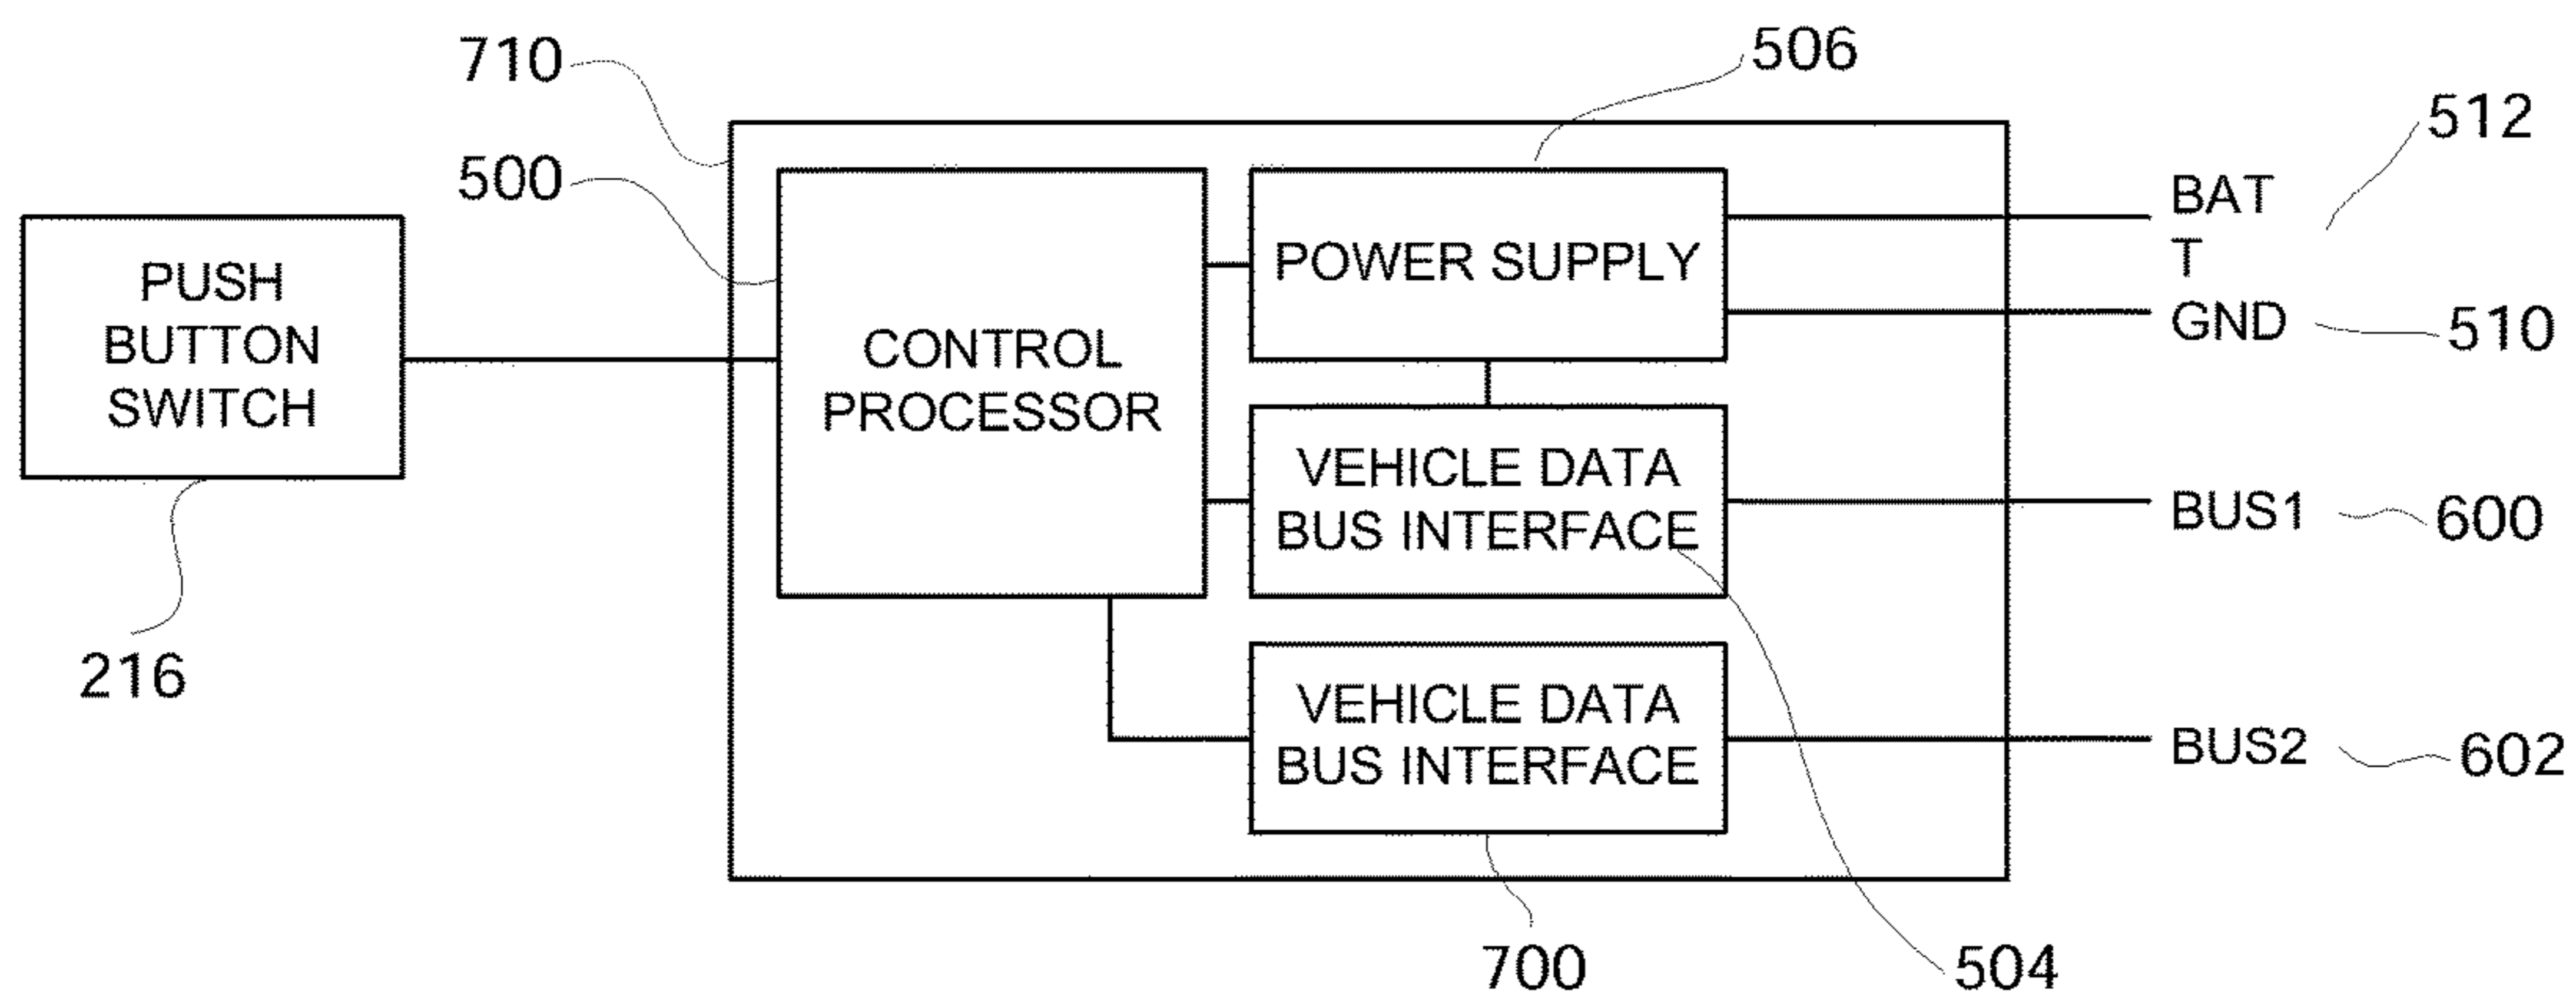 710
506
512
500
BAT
T
PUSH
BUTTON
SWITCH
CONTROL
PROCESSOR
POWER SUPPLY
GND
510
VEHICLE DATA
BUS INTERFACE
BUS1
600
216
VEHICLE DATA
BUS INTERFACE
BUS2
602
700
504